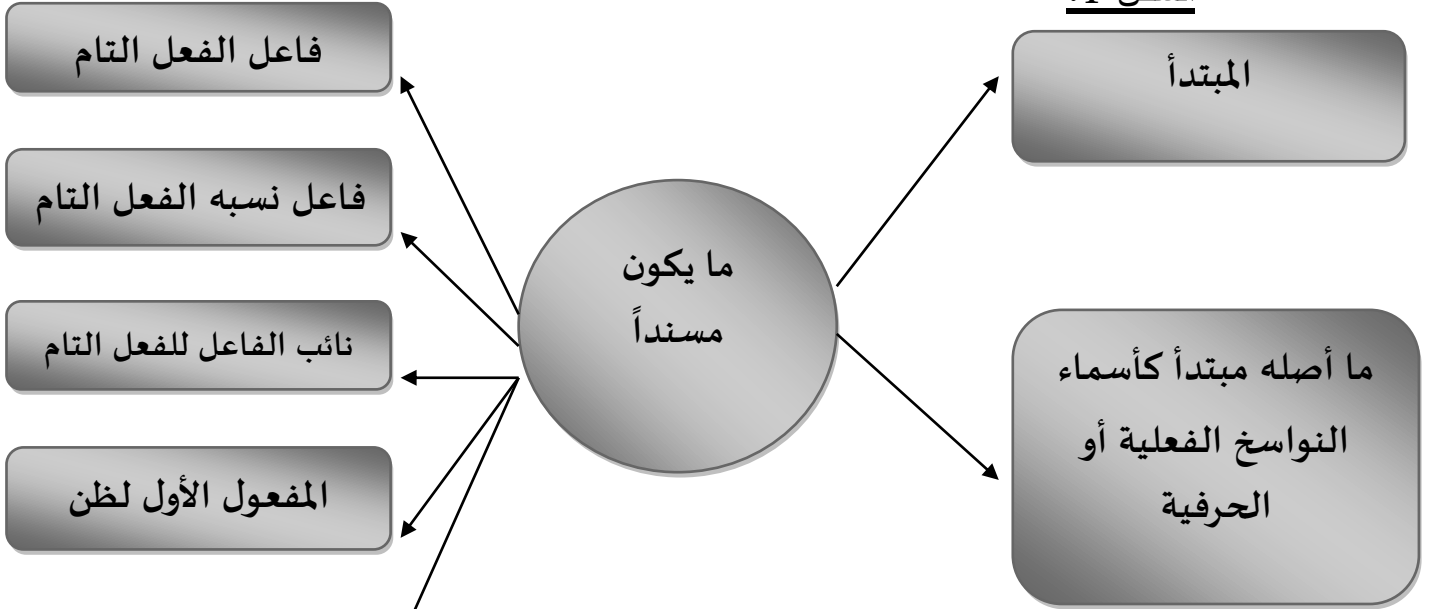 المبتدأ
ما أصله مبتدأ كأسماء
النواسخ الفعلية أو
الحرفية
ما يكون
مسنداً
فاعل الفعل التام
فاعل نسبه الفعل التام
نائب الفاعل للفعل التام
المفعول الأول لظن